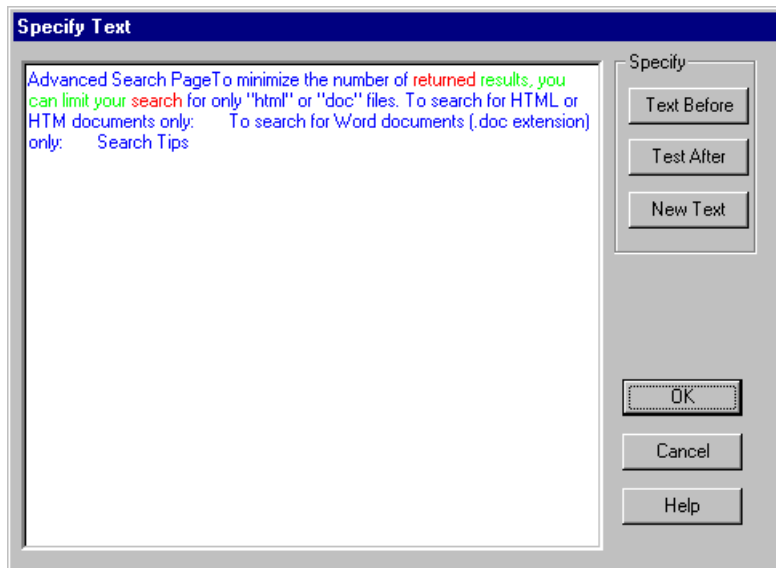 Specify Text
Advanced Search PageTo minimize the number of returned results, you
can limit your search for only "html" or "doc" files. To search for HTML or
HTM documents only:       To search for Word documents (.doc extension)
only:       Search Tips
Specify
Text Before
Test After
New Text
OK
Cancel
Help